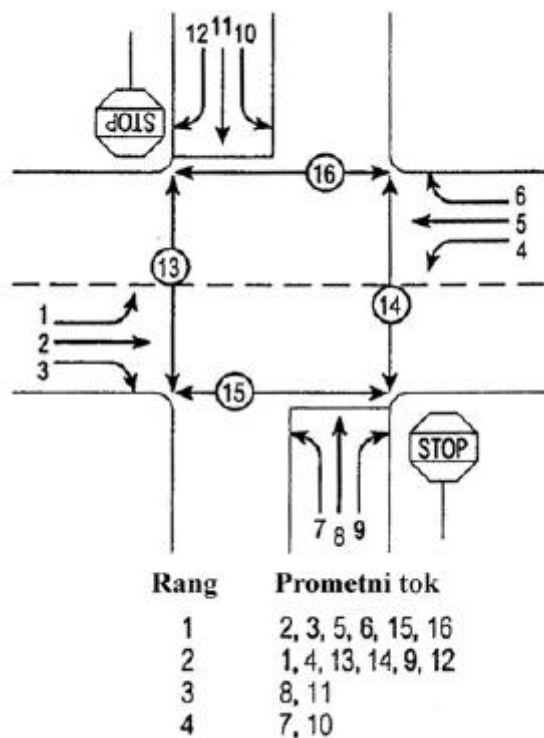 12 11 10
STOP
16
6
5
4
13
14
1
2
3
15
STOP
7 8 9
Rang Prometni tok
1 2, 3, 5, 6, 15, 16
2 1, 4, 13, 14, 9, 12
3 8, 11
4 7, 10